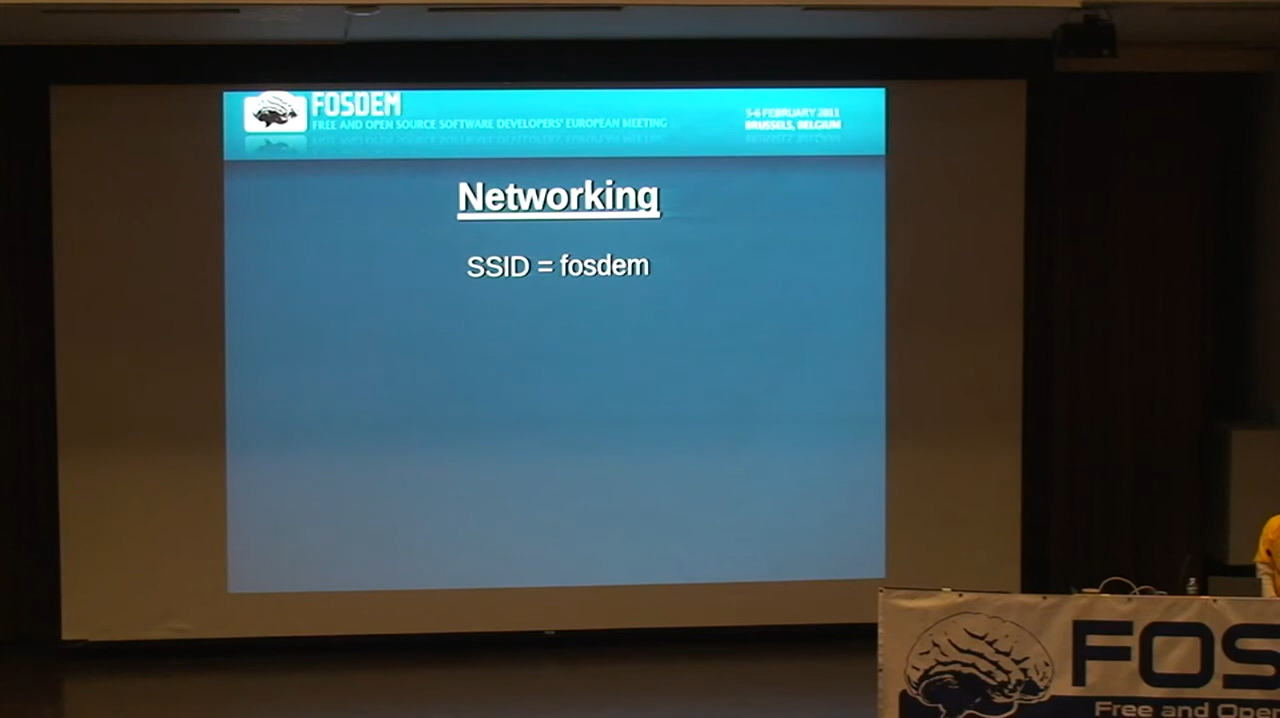 FOSDEM
FREE AND OPEN SOURCE SOFTWARE DEVELOPERS' EUROPEAN MEETING
5-6 FEBRUARY 2011
BRUSSELS, BELGIUM
Networking
SSID = fosdem
FOS
Free and Open